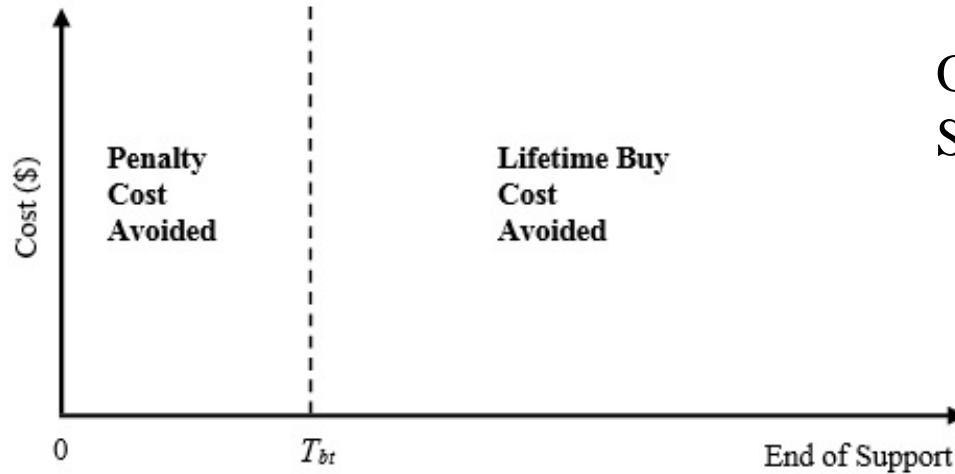 Cost ($)
Penalty
Cost
Avoided
Lifetime Buy
Cost
Avoided
0
T_bt
End of Support